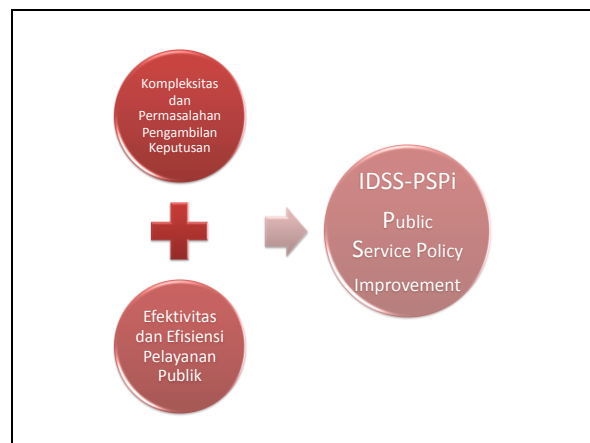 Kompleksitas
dan
Permasalahan
Pengambilan
Keputusan
Efektivitas
dan Efisiensi
Pelayanan
Publik
IDSS-PSPi
Public
Service Policy
Improvement